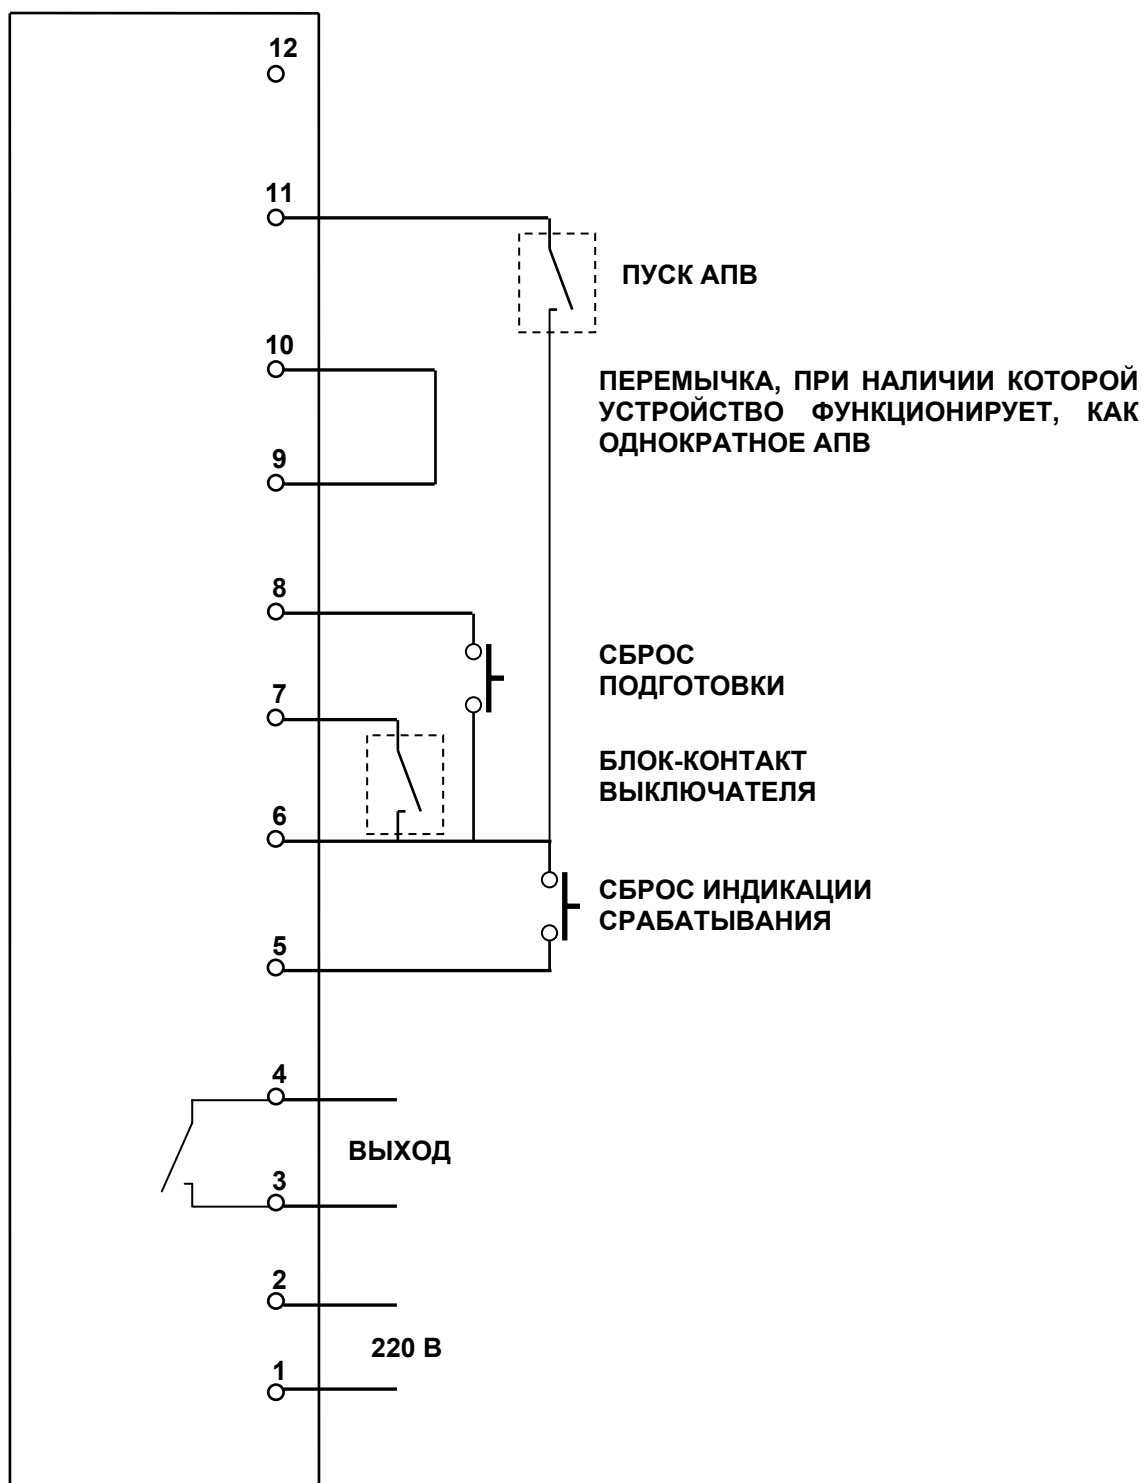 12
11
ПУСК АПВ
10
ПЕРЕМЫЧКА, ПРИ НАЛИЧИИ КОТОРОЙ
УСТРОЙСТВО ФУНКЦИОНИРУЕТ, КАК
ОДНОКРАТНОЕ АПВ
9
8
СБРОС
ПОДГОТОВКИ
7
БЛОК-КОНТАКТ
ВЫКЛЮЧАТЕЛЯ
6
СБРОС ИНДИКАЦИИ
СРАБАТЫВАНИЯ
5
4
ВЫХОД
3
2
220 В
1